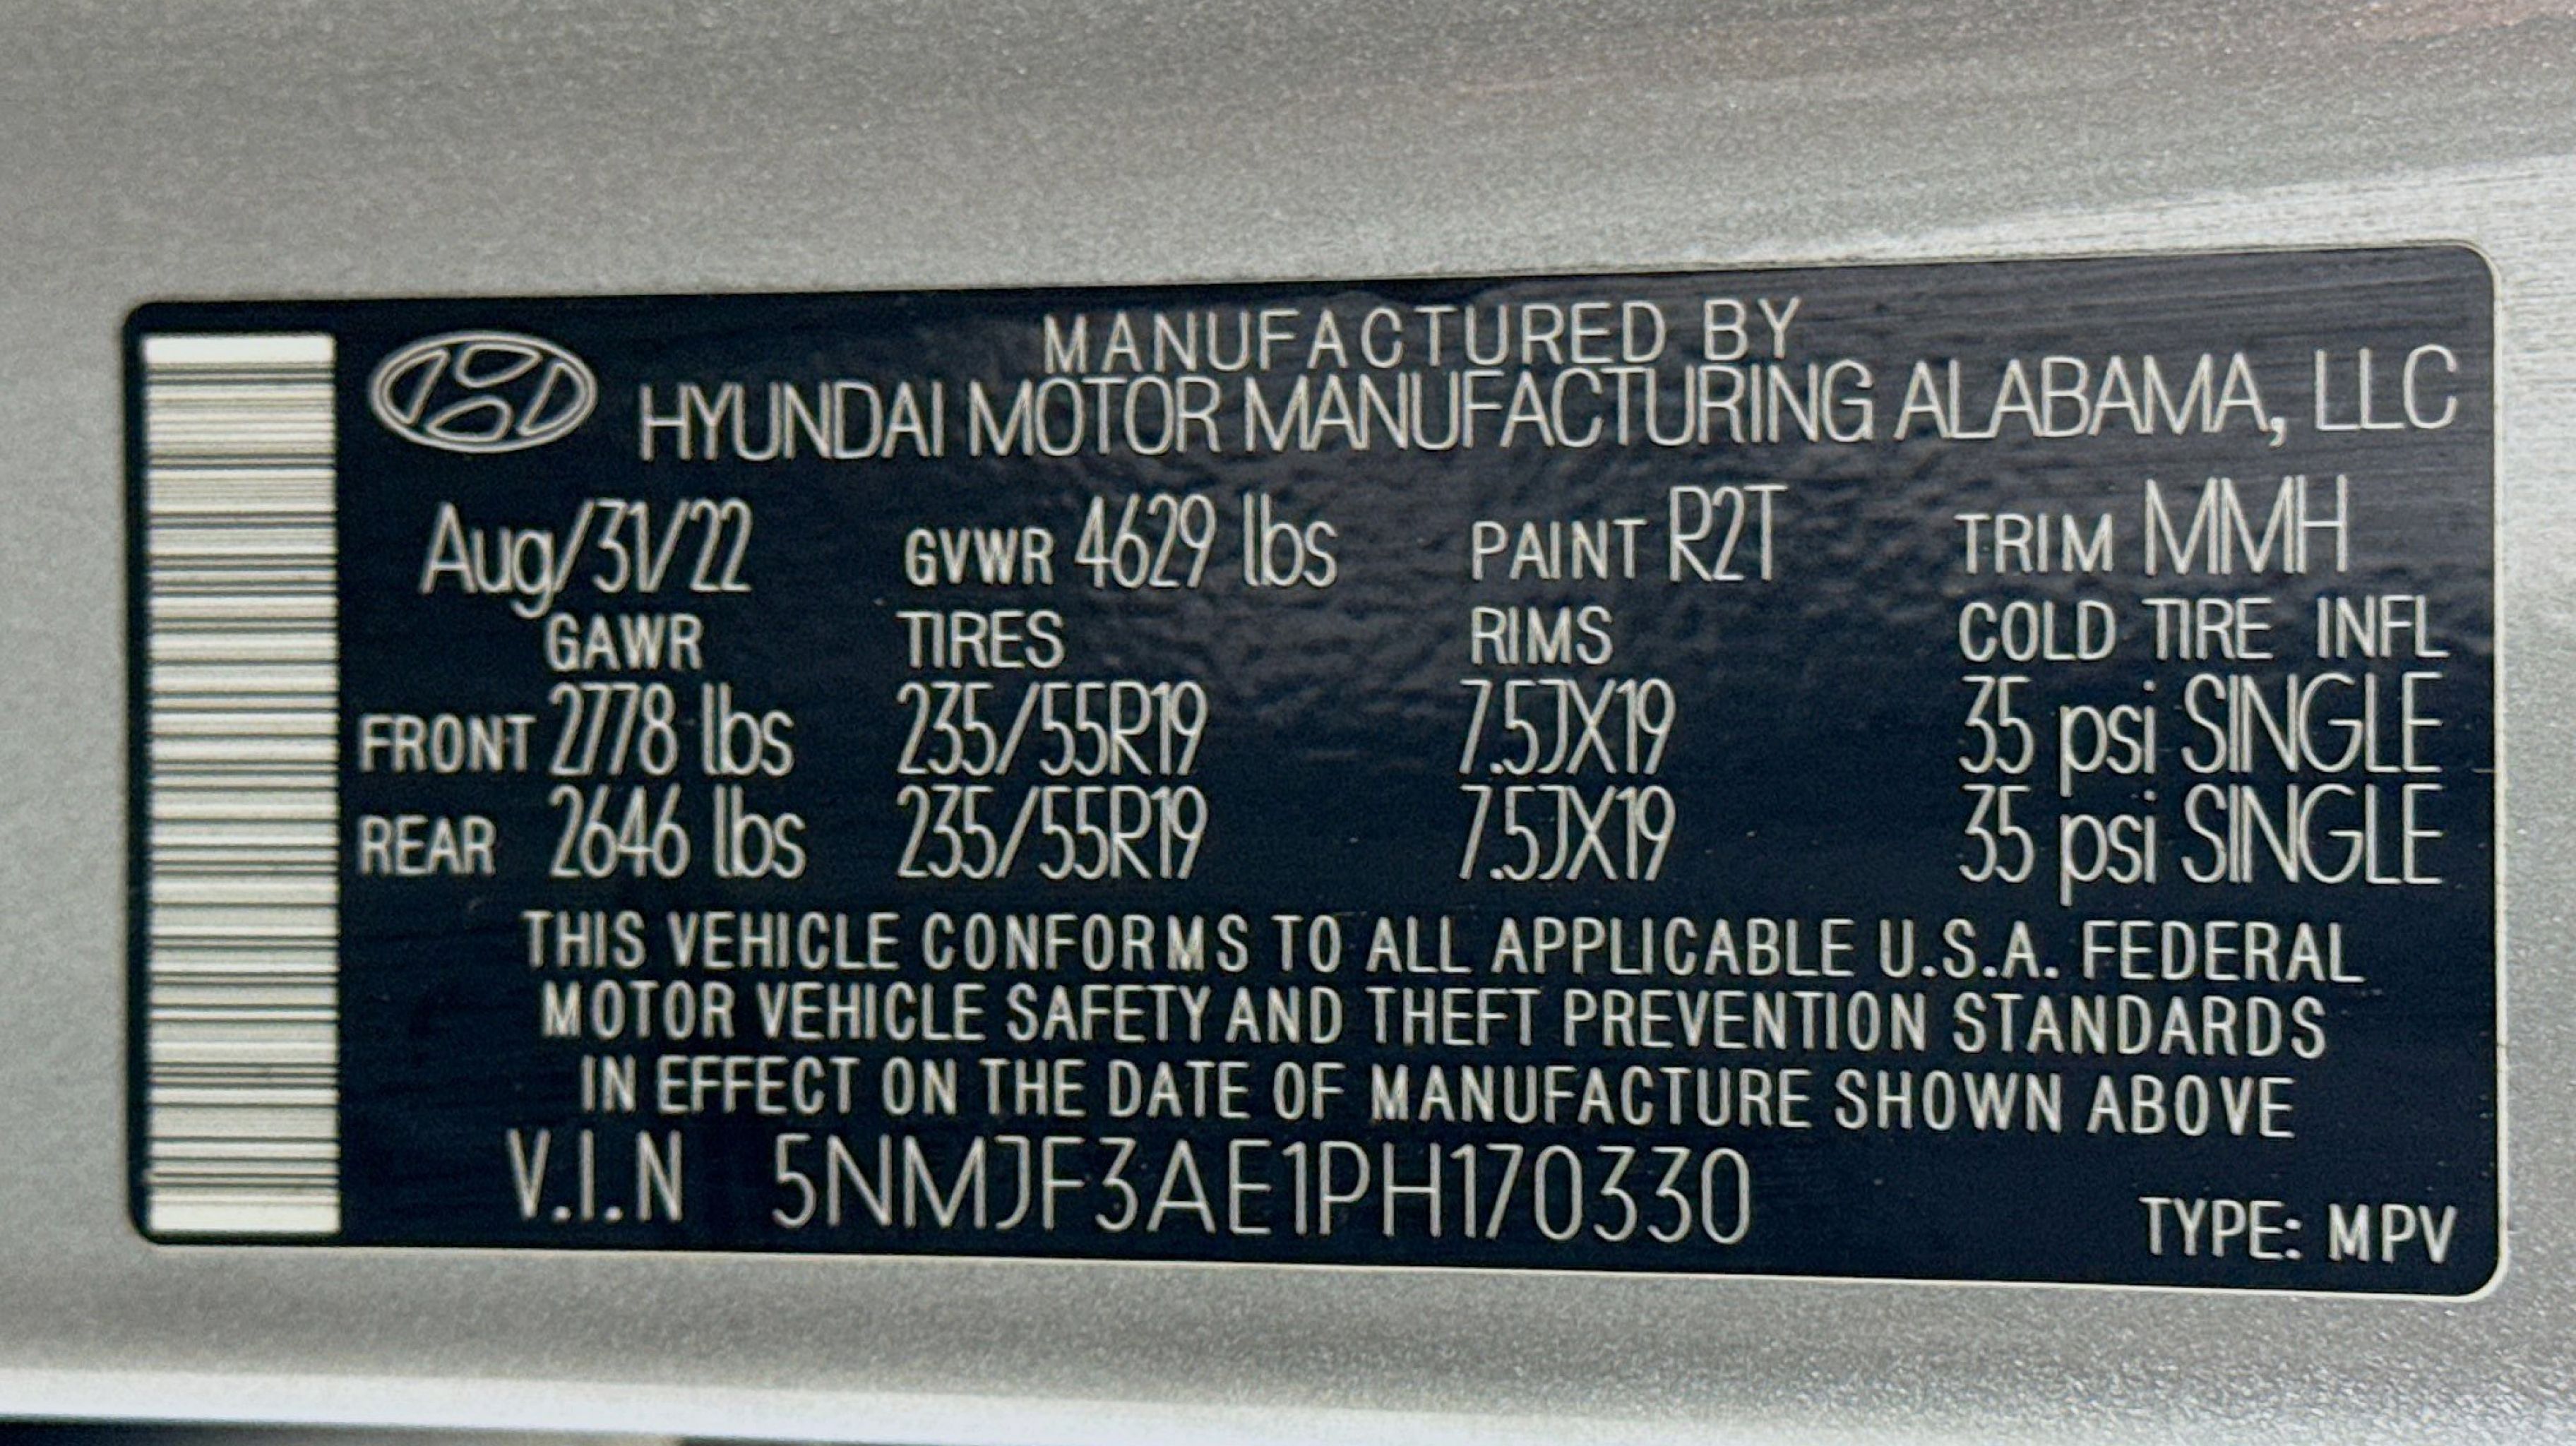 MANUFACTURED BY
HYUNDAI MOTOR MANUFACTURING ALABAMA, LLC
Aug/31/22 GVWR 4629 lbs PAINT R2T TRIM MMH
GAWR TIRES RIMS COLD TIRE INFL
FRONT 2778 lbs 235/55R19 7.5JX19 35 psi SINGLE
REAR 2646 lbs 235/55R19 7.5JX19 35 psi SINGLE
THIS VEHICLE CONFORMS TO ALL APPLICABLE U.S.A. FEDERAL
MOTOR VEHICLE SAFETY AND THEFT PREVENTION STANDARDS
IN EFFECT ON THE DATE OF MANUFACTURE SHOWN ABOVE
V.I.N 5NMJF3AE1PH170330
TYPE: MPV